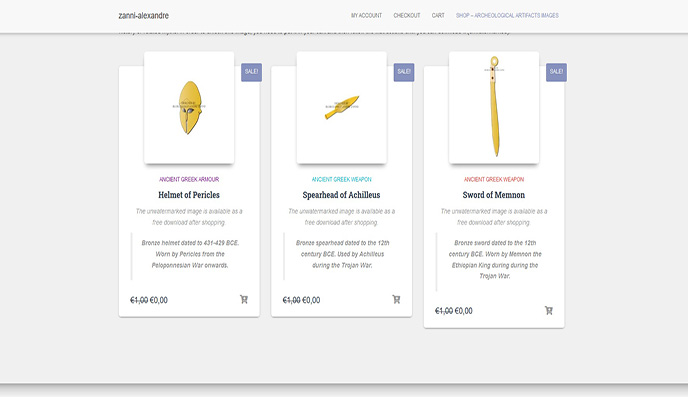 zanni-alexandre
MY ACCOUNT CHECKOUT CART SHOP – ARCHEOLOGICAL ARTIFACTS IMAGES
SALE!
SALE!
SALE!
ANCIENT GREEK ARMOUR
Helmet of Pericles
The unwatermarked image is available as a
free download after shopping.
Bronze helmet dated to 431-429 BCE.
Worn by Pericles from the
Peloponnesian War onwards.
€1,00 €0,00
ANCIENT GREEK WEAPON
Spearhead of Achilleus
The unwatermarked image is available as a
free download after shopping.
Bronze spearhead dated to the 12th
century BCE. Used by Achilleus
during the Trojan War.
€1,00 €0,00
ANCIENT GREEK WEAPON
Sword of Memnon
The unwatermarked image is available as a
free download after shopping.
Bronze sword dated to the 12th
century BCE. Worn by Memnon the
Ethiopian King during during the
Trojan War.
€1,00 €0,00